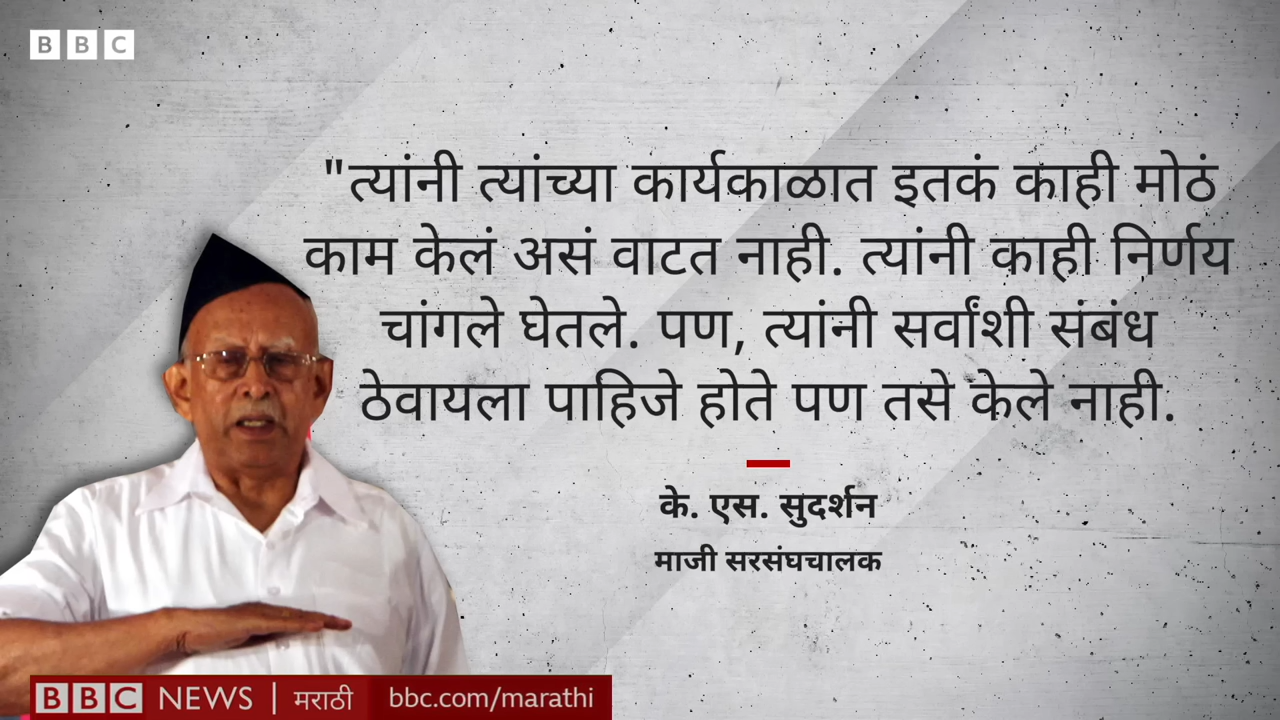 BBC
"त्यांनी त्यांच्या कार्यकाळात इतकं काही मोठं
काम केलं असं वाटत नाही. त्यांनी काही निर्णय
चांगले घेतले. पण, त्यांनी सर्वांशी संबंध
ठेवायला पाहिजे होते पण तसे केले नाही.
के. एस. सुदर्शन
माजी सरसंघचालक
BBC NEWS | मराठी bbc.com/marathi